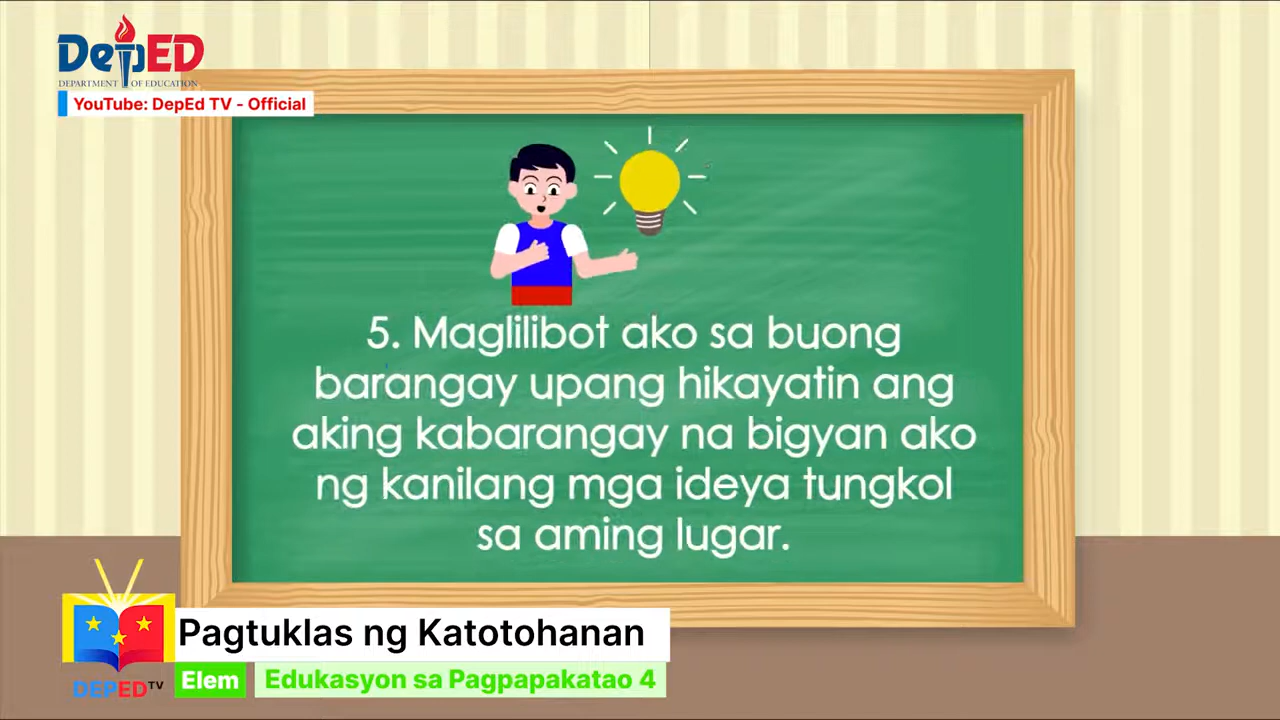 DepED
DEPARTMENT OF EDUCATION
YouTube: DepEd TV - Official
5. Maglilibot ako sa buong
barangay upang hikayatin ang
aking kabarangay na bigyan ako
ng kanilang mga ideya tungkol
sa aming lugar.
Pagtuklas ng Katotohanan
DEPED TV
Elem
Edukasyon sa Pagpapakatao 4